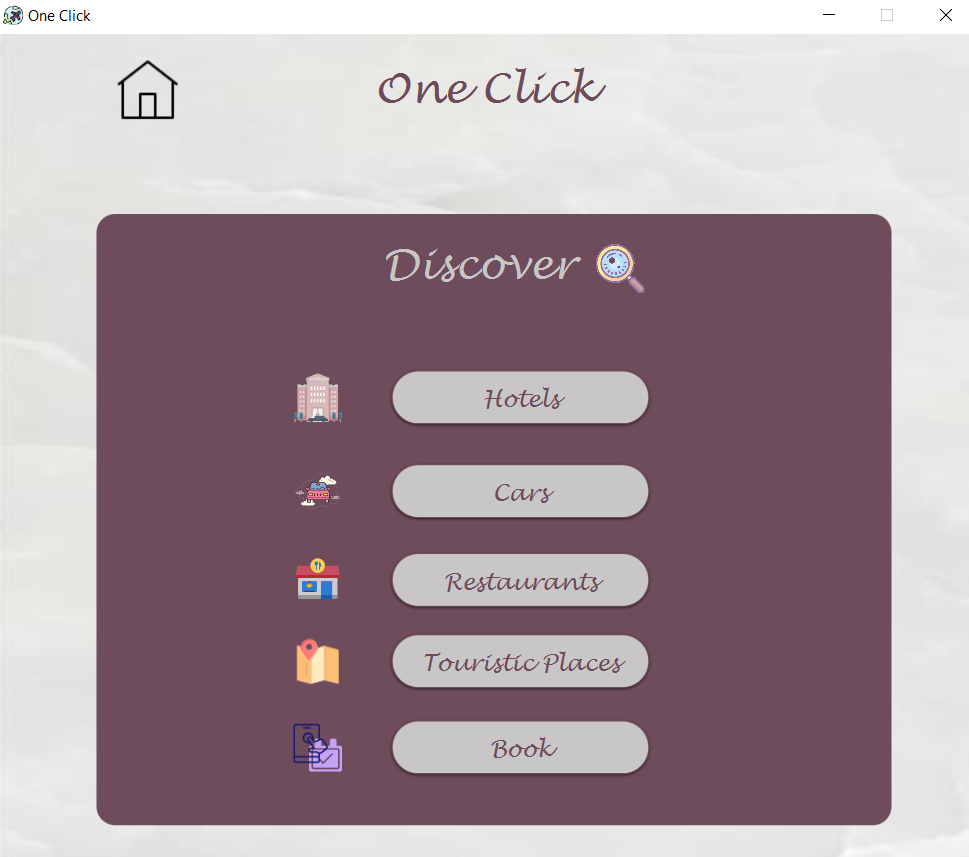 One Click
One Click
Discover
Hotels
Cars
Restaurants
Touristic Places
Book